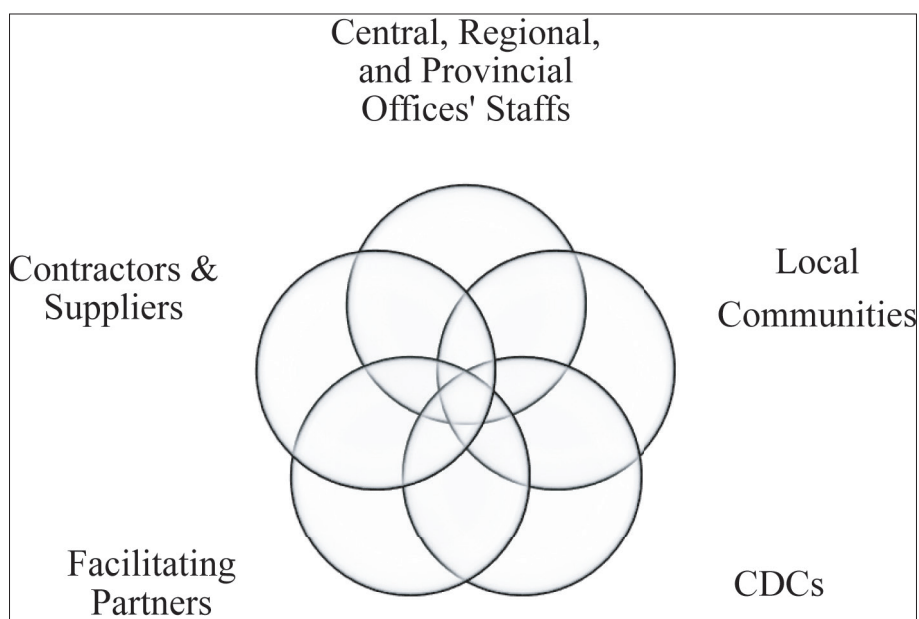 Central, Regional,
and Provincial
Offices' Staffs
Contractors &
Suppliers
Local
Communities
Facilitating
Partners
CDCs